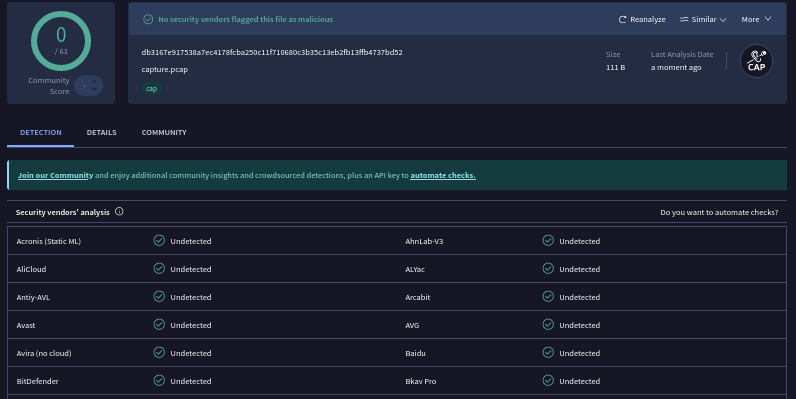 0
/ 63
Community
Score
No security vendors flagged this file as malicious
Reanalyze
Similar
More
db3167e917538a7ec4178fcba250c11f710680c3b35c13eb2fb13ffb4737bd52
capture.pcap
cap
Size
111 B
Last Analysis Date
a moment ago
CAP
DETECTION DETAILS COMMUNITY
Join our Community and enjoy additional community insights and crowdsourced detections, plus an API key to automate checks.
Security vendors' analysis
Do you want to automate checks?
Acronis (Static ML) Undetected AhnLab-V3 Undetected
AliCloud Undetected ALYac Undetected
Antiy-AVL Undetected Arcabit Undetected
Avast Undetected AVG Undetected
Avira (no cloud) Undetected Baidu Undetected
BitDefender Undetected Bkav Pro Undetected